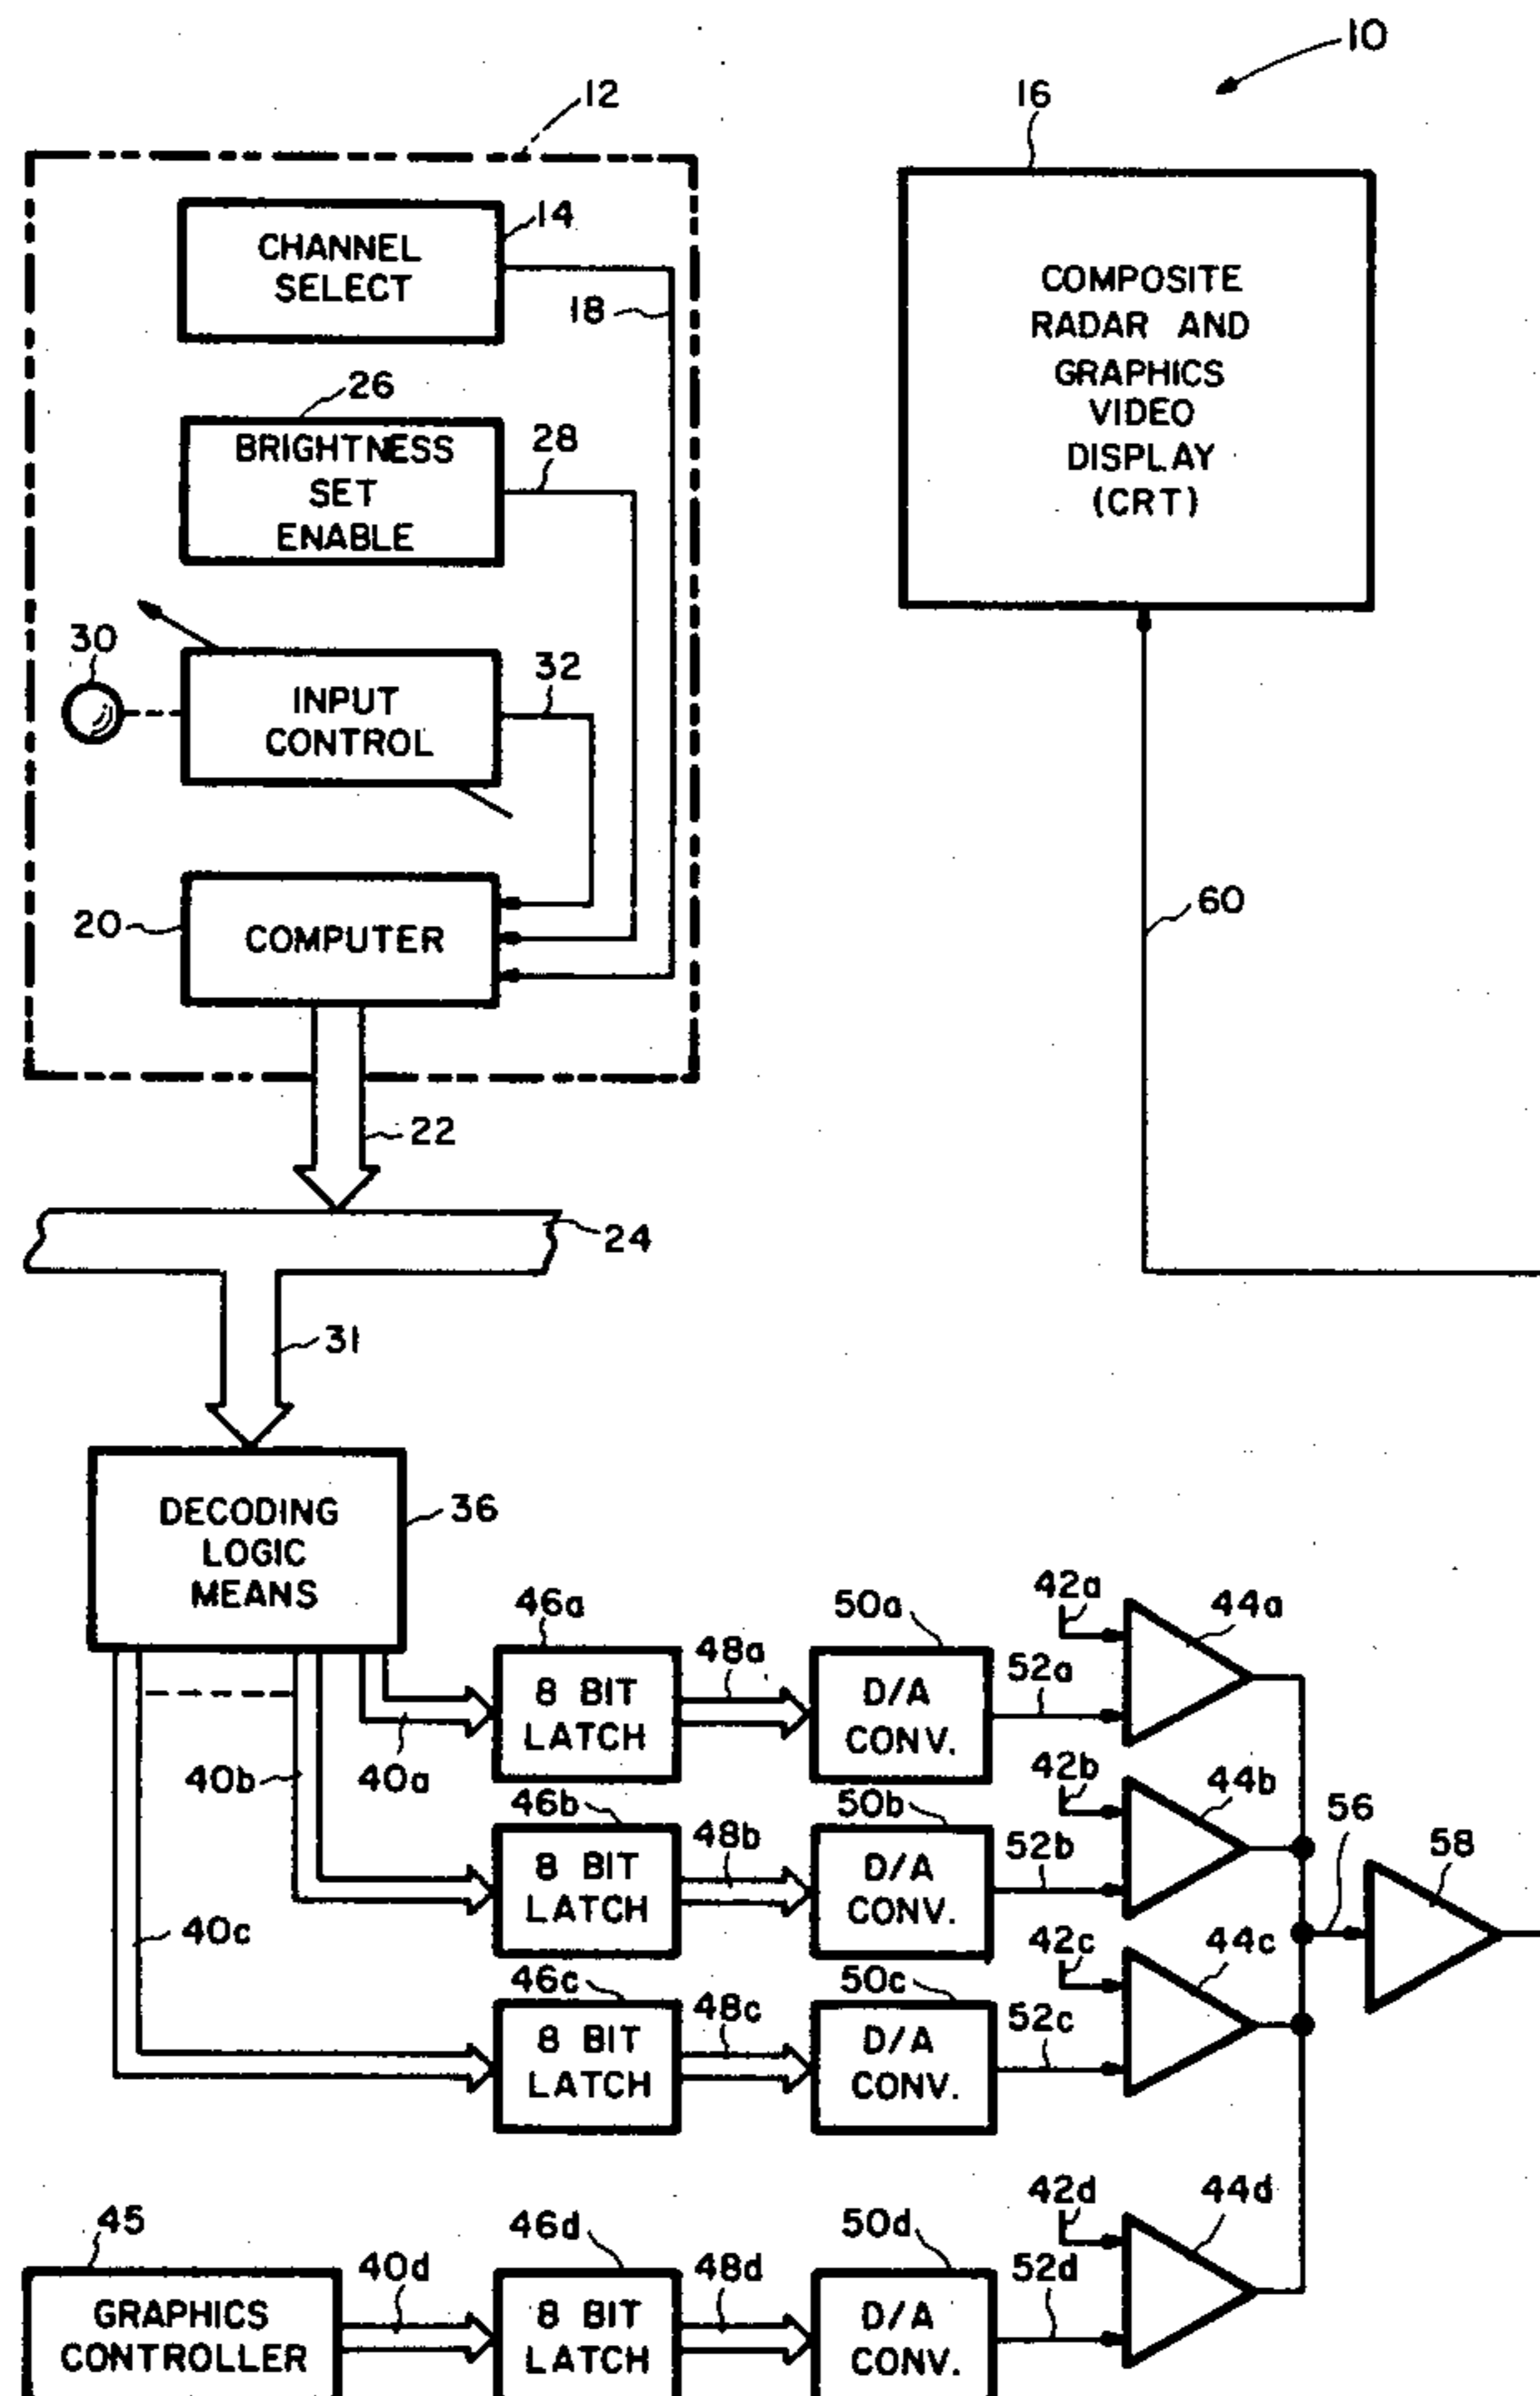 10
12
16
CHANNEL
SELECT
14
18
COMPOSITE
RADAR AND
GRAPHICS
VIDEO
DISPLAY
(CRT)
26
BRIGHTNESS
SET
ENABLE
28
30
INPUT
CONTROL
32
20
COMPUTER
60
22
24
31
DECODING
LOGIC
MEANS
36
46a
8 BIT
LATCH
48a
50a
D/A
CONV.
52a
42a
44a
40b
40a
46b
8 BIT
LATCH
48b
50b
D/A
CONV.
52b
42b
44b
56
58
40c
46c
8 BIT
LATCH
48c
50c
D/A
CONV.
52c
42c
44c
45
GRAPHICS
CONTROLLER
40d
46d
8 BIT
LATCH
48d
50d
D/A
CONV.
52d
42d
44d